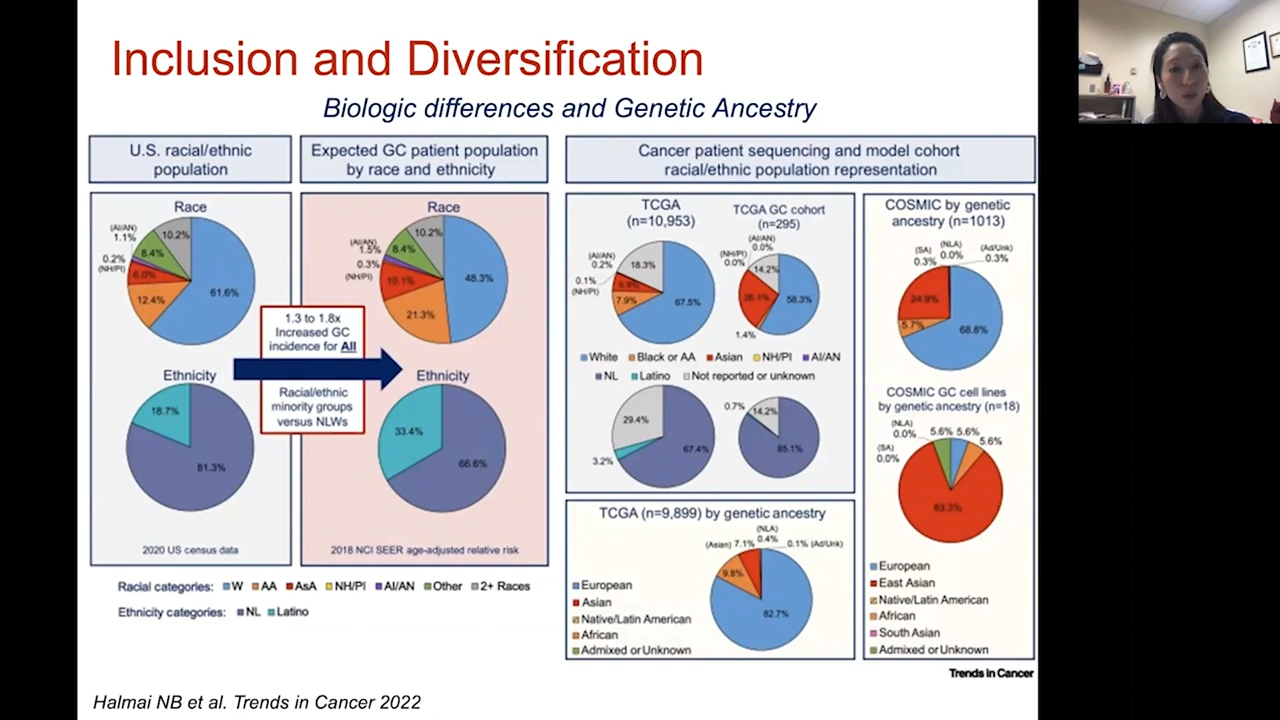 Inclusion and Diversification
Biologic differences and Genetic Ancestry
U.S. racial/ethnic
population
Expected GC patient population
by race and ethnicity
Cancer patient sequencing and model cohort
racial/ethnic population representation
Race
(AI/AN)
1.1%
10.2%
8.4%
0.2%
(NH/PI)
6.0%
12.4%
61.6%
Ethnicity
18.7%
81.3%
2020 US census data
1.3 to 1.8x
Increased GC
incidence for All
Racial/ethnic
minority groups
versus NLWs
Race
(AI/AN)
1.5%
10.2%
8.4%
0.3%
(NH/PI)
10.1%
21.3%
48.3%
Ethnicity
33.4%
66.6%
2018 NCI SEER age-adjusted relative risk
Racial categories: W AA AsA NH/PI AI/AN Other 2+ Races
Ethnicity categories: NL Latino
TCGA
(n=10,953)
(AI/AN)
0.2%
18.3%
0.1%
(NH/PI)
5.9%
7.9%
67.5%
TCGA GC cohort
(n=295)
(AI/AN)
0.0%
(NH/PI)
0.0%
14.2%
26.1%
58.3%
1.4%
White Black or AA Asian NH/PI AI/AN
NL Latino Not reported or unknown
29.4%
3.2%
67.4%
0.7%
14.2%
85.1%
TCGA (n=9,899) by genetic ancestry
(NLA)
(Asian) 7.1% 0.4% 0.1% (Ad/Unk)
9.8%
82.7%
European
Asian
Native/Latin American
African
Admixed or Unknown
COSMIC by genetic
ancestry (n=1013)
(SA)
0.3%
(NLA)
0.0%
(Ad/Unk)
0.3%
24.9%
5.7%
68.8%
COSMIC GC cell lines
by genetic ancestry (n=18)
(NLA)
0.0%
5.6% 5.6%
5.6%
(SA)
0.0%
83.3%
European
East Asian
Native/Latin American
African
South Asian
Admixed or Unknown
Trends in Cancer
Halmai NB et al. Trends in Cancer 2022